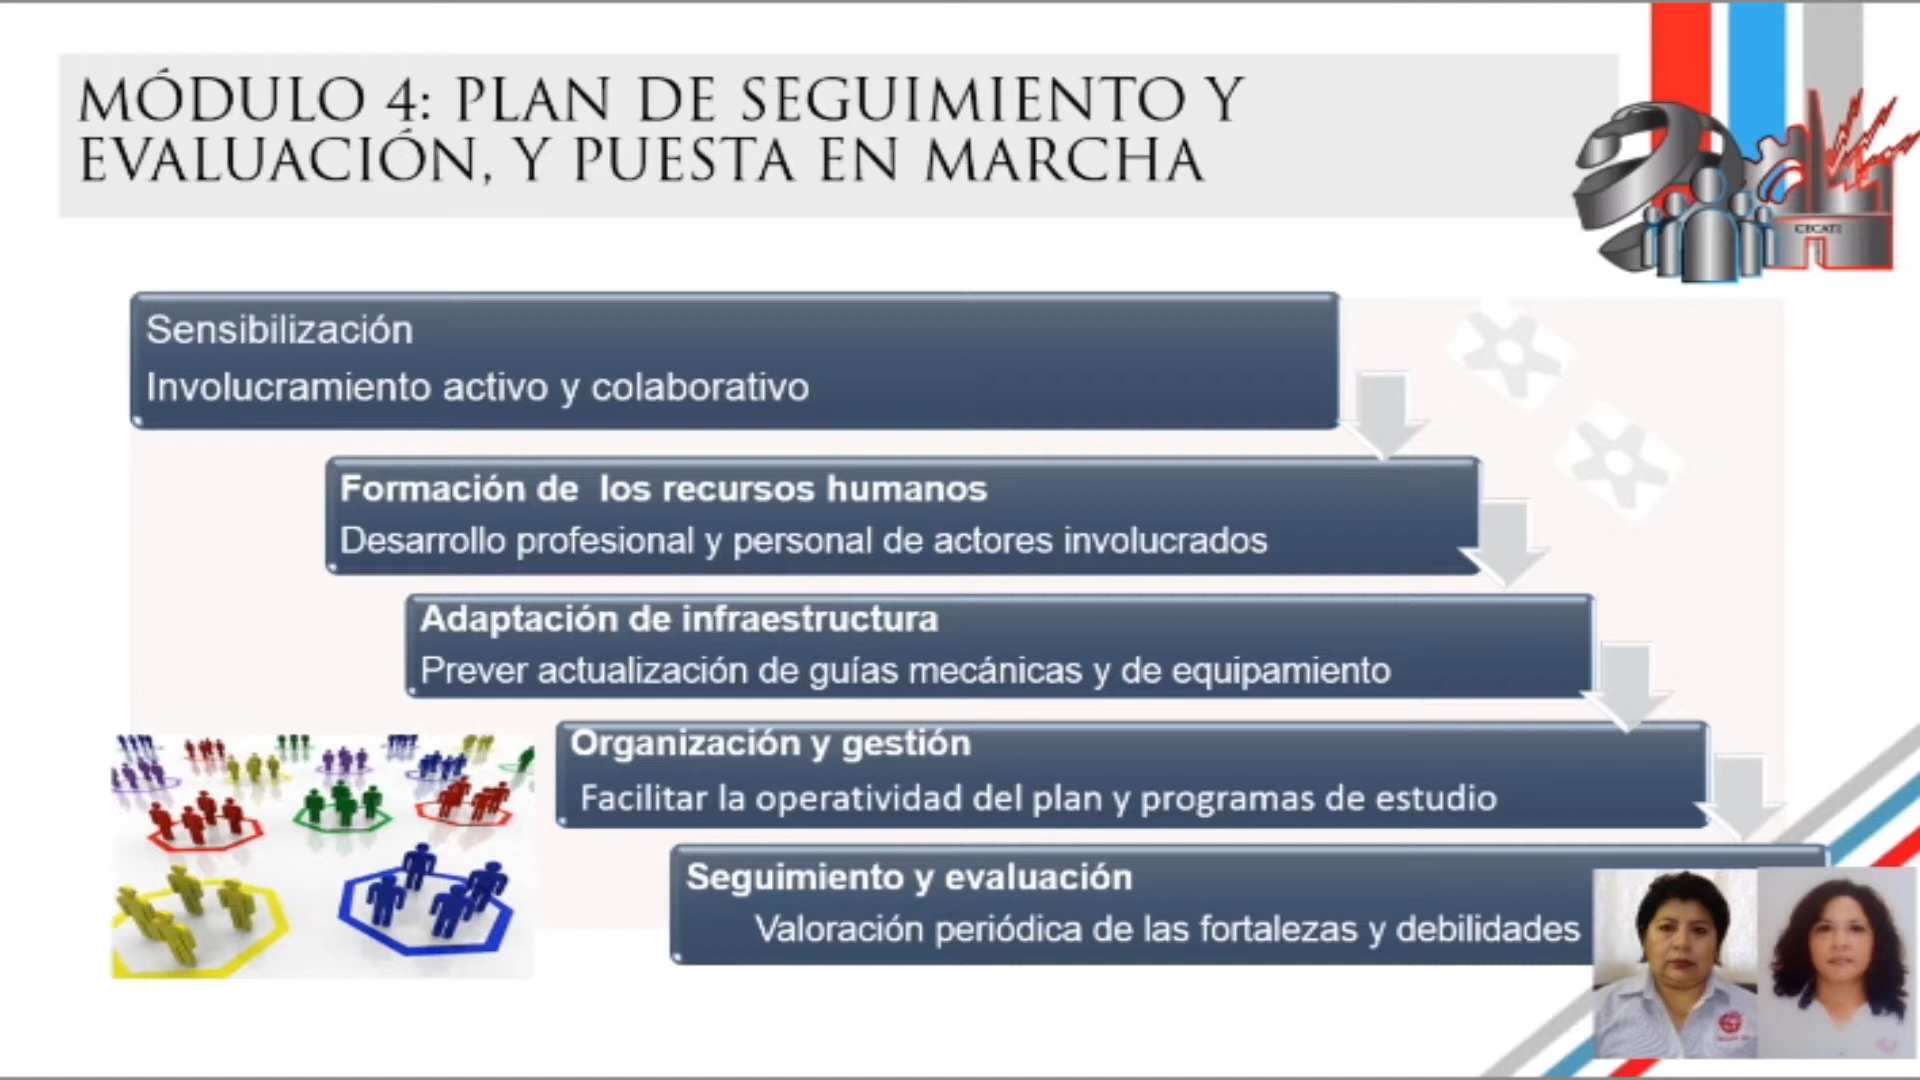 MÓDULO 4: PLAN DE SEGUIMIENTO Y
EVALUACIÓN, Y PUESTA EN MARCHA
CECATI
Sensibilización
Involucramiento activo y colaborativo
Formación de los recursos humanos
Desarrollo profesional y personal de actores involucrados
Adaptación de infraestructura
Prever actualización de guías mecánicas y de equipamiento
Organización y gestión
Facilitar la operatividad del plan y programas de estudio
Seguimiento y evaluación
Valoración periódica de las fortalezas y debilidades